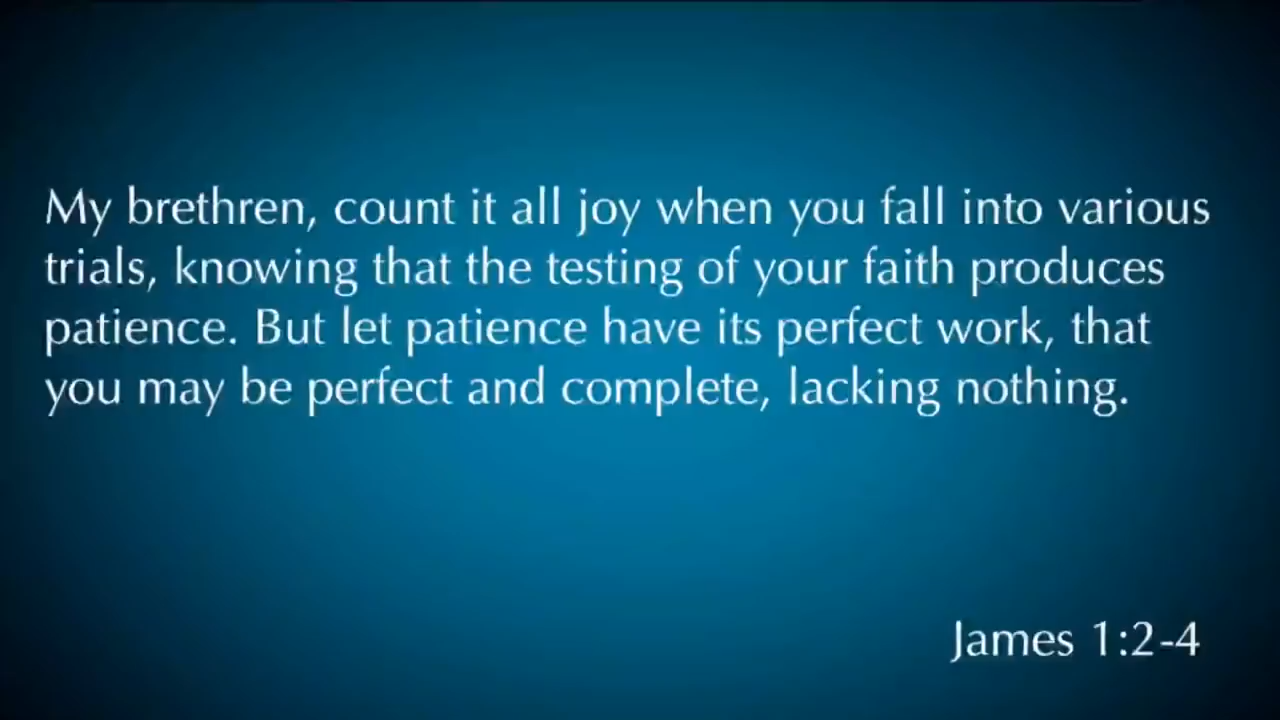 My brethren, count it all joy when you fall into various
trials, knowing that the testing of your faith produces
patience. But let patience have its perfect work, that
you may be perfect and complete, lacking nothing.
James 1:2-4